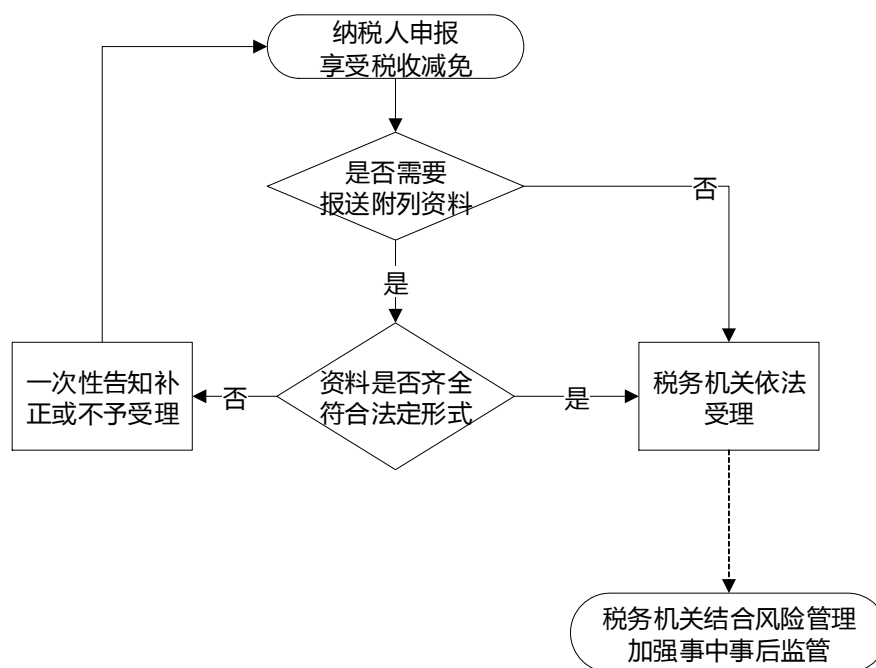 纳税人申报
享受税收减免
是否需要
报送附列资料
否
是
一次性告知补
正或不予受理
否
资料是否齐全
符合法定形式
是
税务机关依法
受理
税务机关结合风险管理
加强事中事后监管